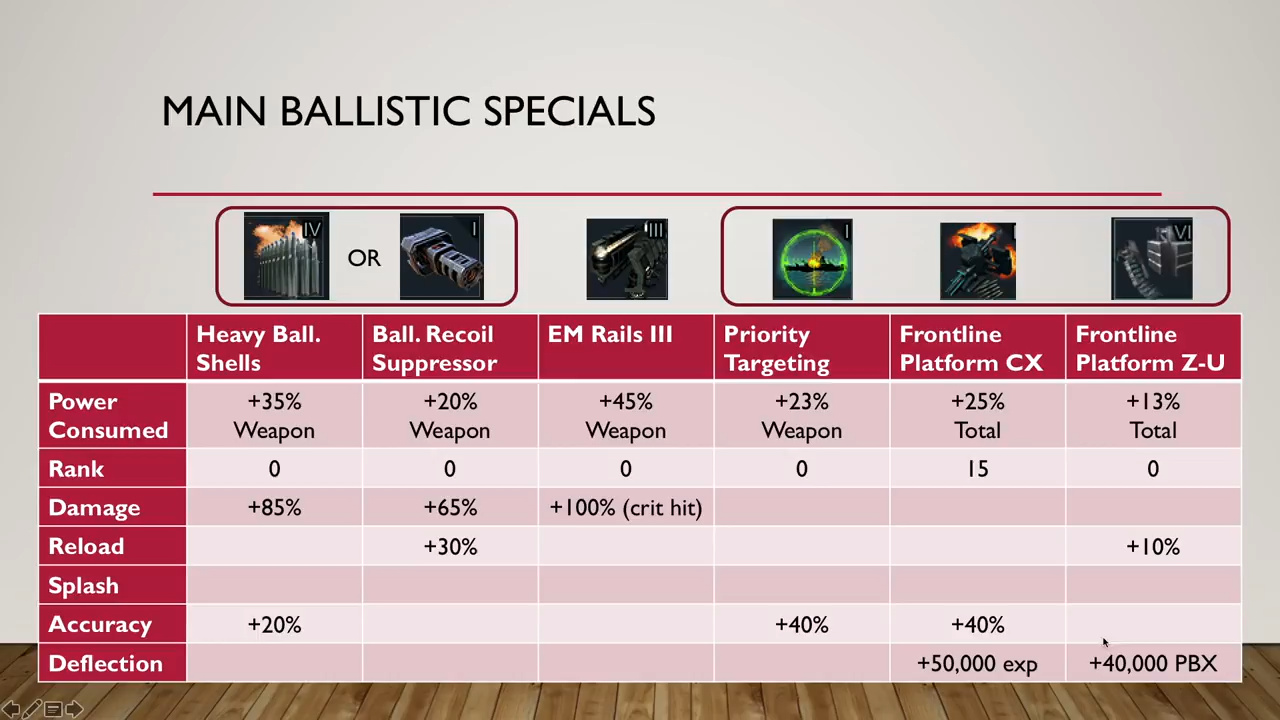 MAIN BALLISTIC SPECIALS
IV
OR
I
III
I
VI
Heavy Ball.
Shells
Ball. Recoil
Suppressor
EM Rails III
Priority
Targeting
Frontline
Platform CX
Frontline
Platform Z-U
Power
Consumed
+35%
Weapon
+20%
Weapon
+45%
Weapon
+23%
Weapon
+25%
Total
+13%
Total
Rank
0
0
0
0
15
0
Damage
+85%
+65%
+100% (crit hit)
Reload
+30%
+10%
Splash
Accuracy
+20%
+40%
+40%
Deflection
+50,000 exp
+40,000 PBX